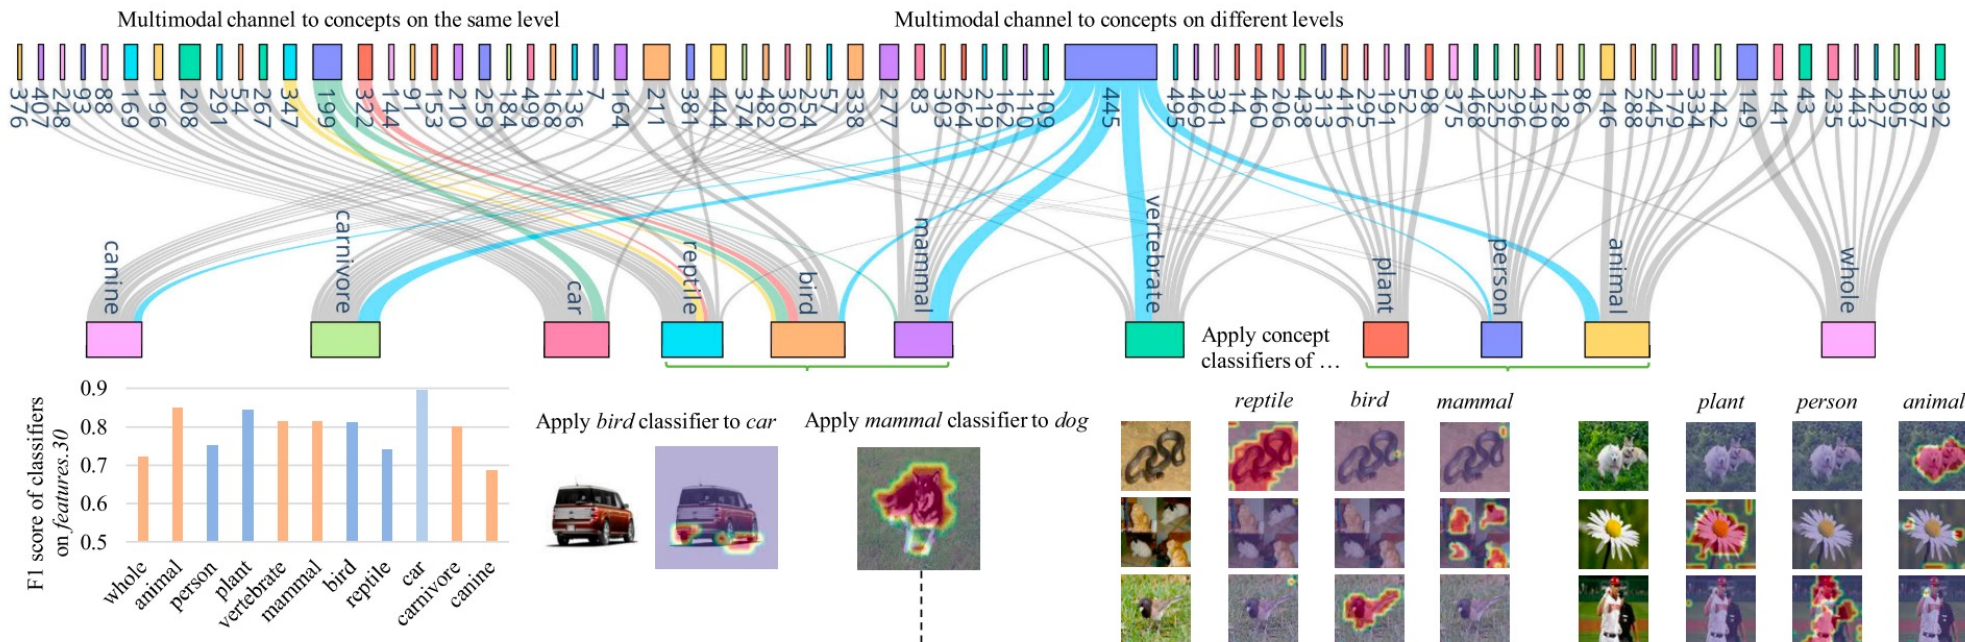 Multimodal channel to concepts on the same level
Multimodal channel to concepts on different levels
376 407 248 93 88 169 196 208 291 54 267 347 199 322 144 91 153 210 259 184 499 168 136 7 164 211 381 444 374 482 360 254 57 338 277 83 303 264 219 162 110 109 445 495 469 301 14 460 206 438 313 416 295 191 52 98 375 468 325 296 430 128 86 146 288 245 179 334 142 149 141 43 235 443 427 505 387 392
canine carnivore car reptile bird mammal vertebrate plant person animal whole
Apply concept
classifiers of …
F1 score of classifiers
on features.30
0.9
0.8
0.7
0.6
0.5
whole animal person plant vertebrate mammal bird reptile car carnivore canine
Apply bird classifier to car
Apply mammal classifier to dog
reptile bird mammal
plant person animal